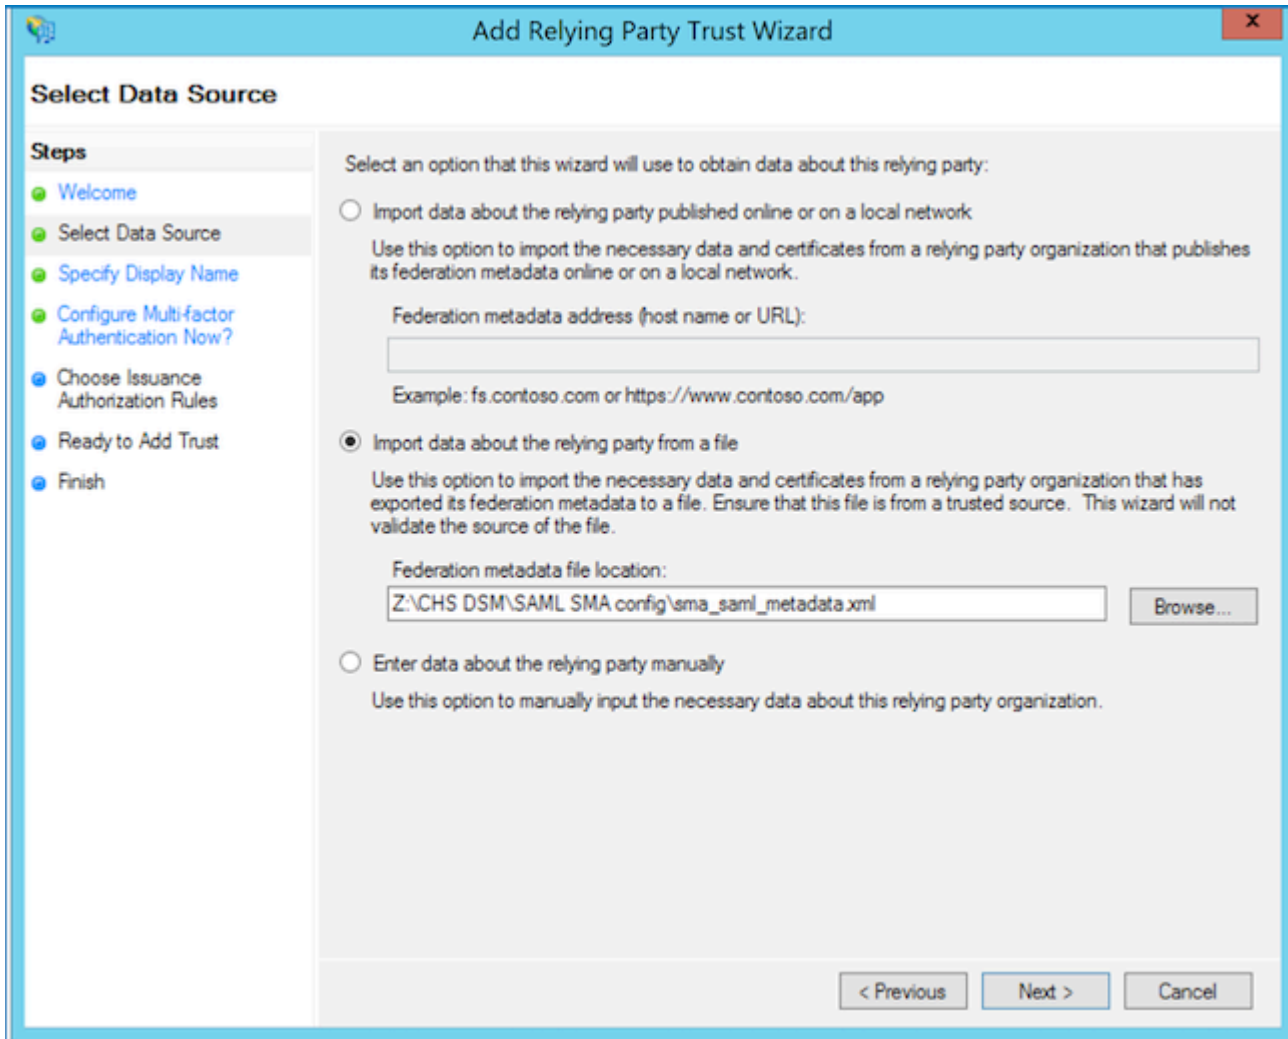 Add Relying Party Trust Wizard
x
Select Data Source
Steps
Welcome
Select Data Source
Specify Display Name
Configure Multi-factor
Authentication Now?
Choose Issuance
Authorization Rules
Ready to Add Trust
Finish
Select an option that this wizard will use to obtain data about this relying party:
Import data about the relying party published online or on a local network
Use this option to import the necessary data and certificates from a relying party organization that publishes
its federation metadata online or on a local network.
Federation metadata address (host name or URL):
Example: fs.contoso.com or https://www.contoso.com/app
Import data about the relying party from a file
Use this option to import the necessary data and certificates from a relying party organization that has
exported its federation metadata to a file. Ensure that this file is from a trusted source.  This wizard will not
validate the source of the file.
Federation metadata file location:
Z:\CHS DSM\SAML SMA config\sma_saml_metadata.xml
Browse...
Enter data about the relying party manually
Use this option to manually input the necessary data about this relying party organization.
< Previous
Next >
Cancel